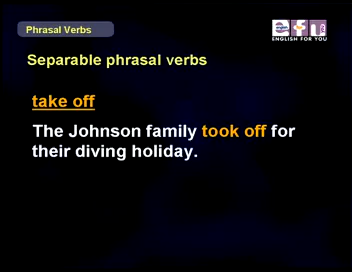 Phrasal Verbs
efu
ENGLISH FOR YOU
Separable phrasal verbs
take off
The Johnson family took off for
their diving holiday.